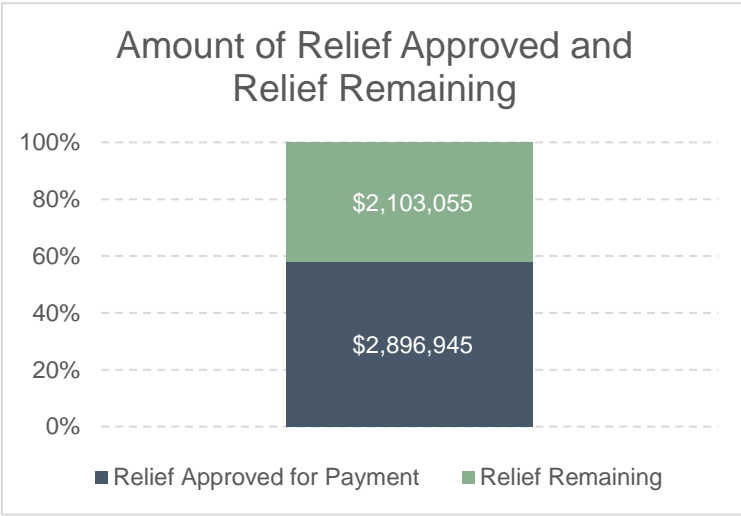 Amount of Relief Approved and
Relief Remaining
100%
80%
60%
40%
20%
0%
$2,103,055
$2,896,945
Relief Approved for Payment
Relief Remaining